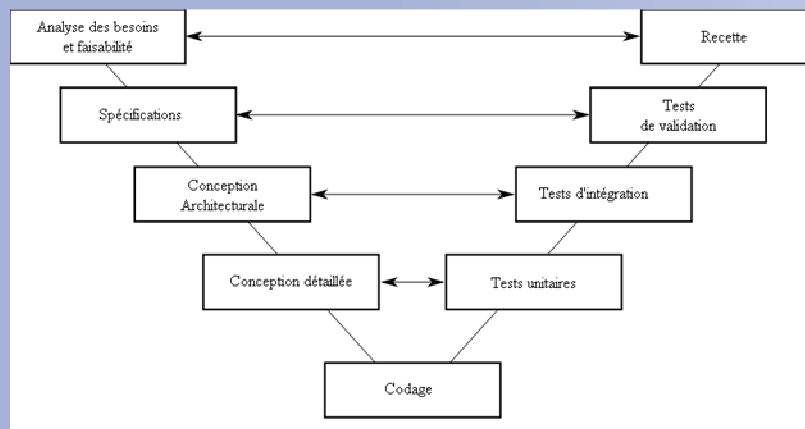 Analyse des besoins
et faisabilité
Recette
Spécifications
Tests
de validation
Conception
Architecturale
Tests d'intégration
Conception détaillée
Tests unitaires
Codage